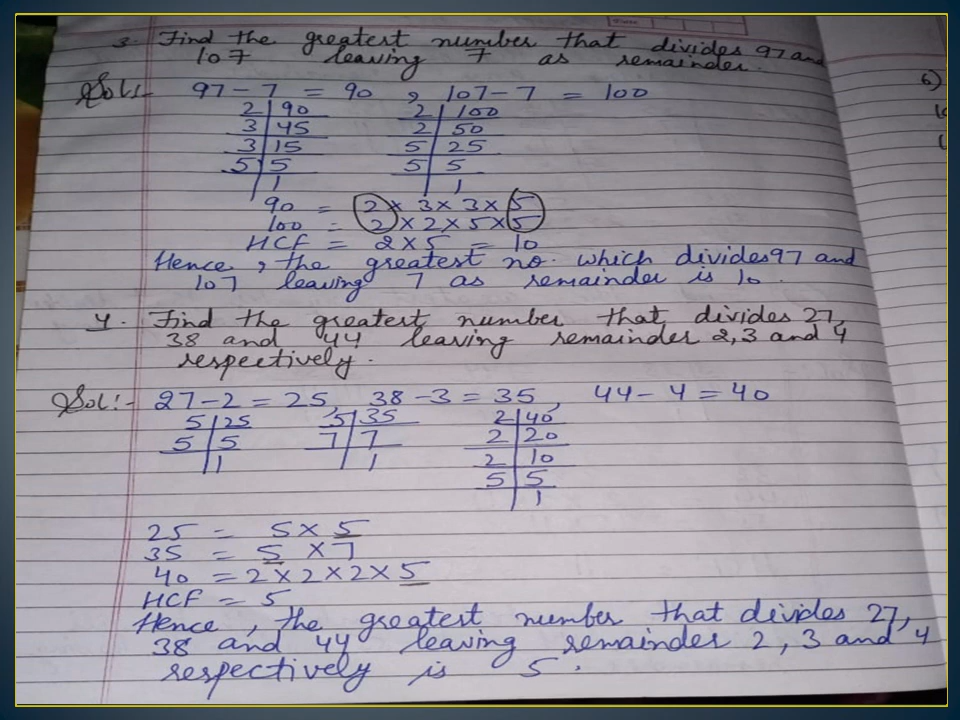 3. Find the greatest number that divides 97 and
107 leaving 7 as remainder.
Sol:- 97-7 = 90 , 107-7 = 100
2 | 90   2 | 100
3 | 45   2 | 50
3 | 15   5 | 25
5 | 5   5 | 5
| 1   | 1
90 = 2 × 3 × 3 × 5
100 = 2 × 2 × 5 × 5
HCF = 2 × 5 = 10
Hence, the greatest no. which divides 97 and
107 leaving 7 as remainder is 10.
4. Find the greatest number that divides 27,
38 and 44 leaving remainder 2, 3 and 4
respectively.
Sol:- 27-2 = 25, 38-3 = 35, 44-4 = 40
5 | 25   5 | 35   2 | 40
5 | 5   7 | 7   2 | 20
| 1   | 1   2 | 10
5 | 5
| 1
25 = 5 × 5
35 = 5 × 7
40 = 2 × 2 × 2 × 5
HCF = 5
Hence, the greatest number that divides 27,
38 and 44 leaving remainder 2, 3 and 4
respectively is 5.
6)